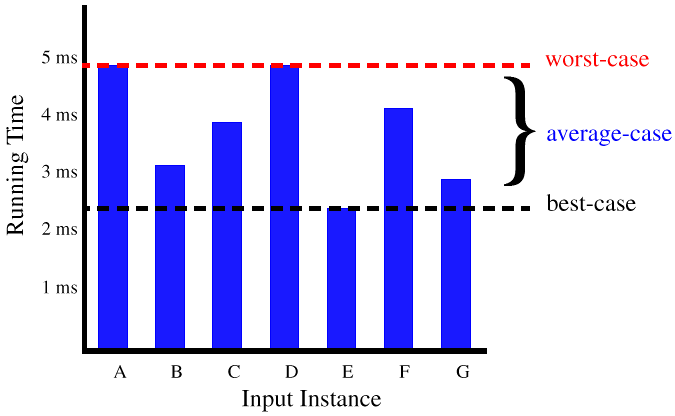 5 ms
worst-case
4 ms
average-case
3 ms
best-case
2 ms
1 ms
Running Time
A B C D E F G
Input Instance